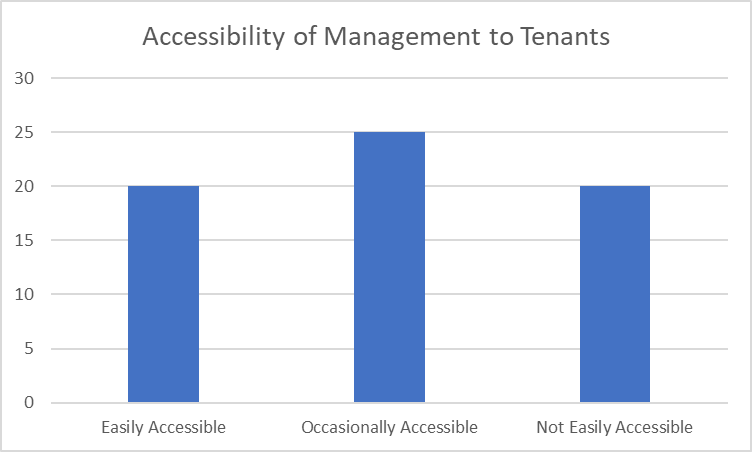 Accessibility of Management to Tenants
30
25
20
15
10
5
0
Easily Accessible
Occasionally Accessible
Not Easily Accessible